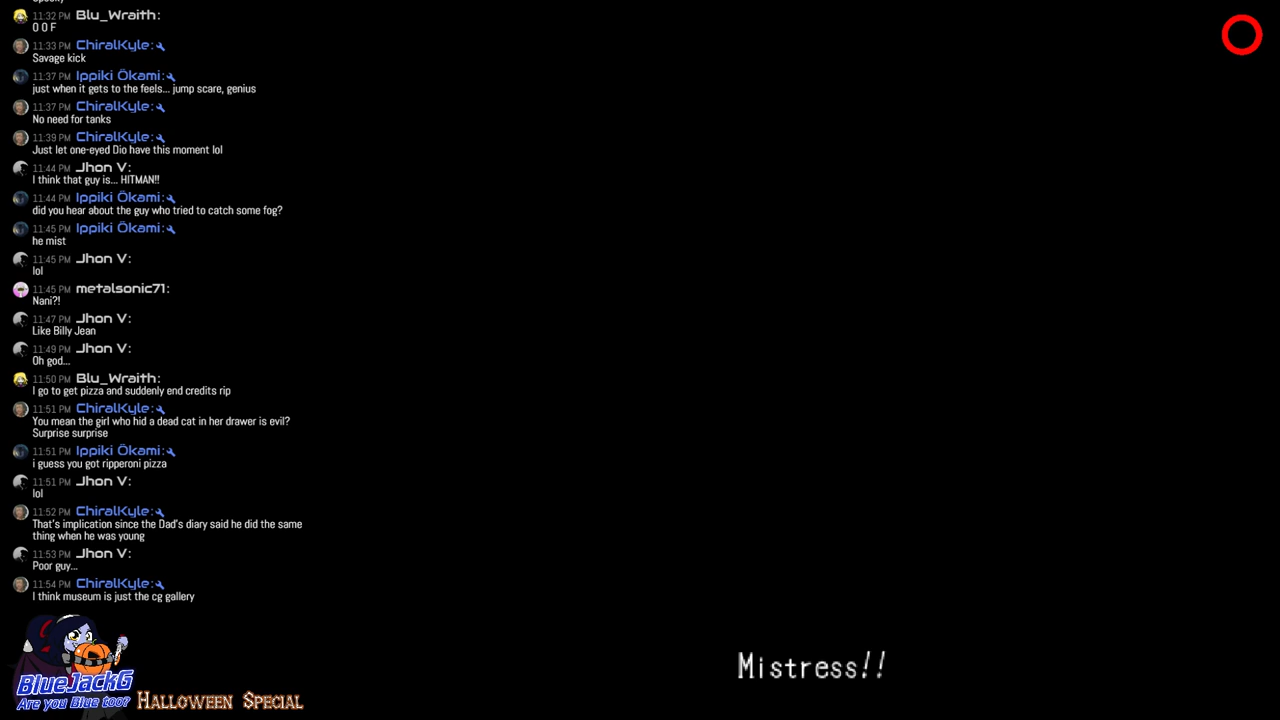 11:32 PM Blu_Wraith:
O O F
11:33 PM ChiralKyle:
Savage kick
11:37 PM Ippiki Ōkami:
just when it gets to the feels... jump scare, genius
11:37 PM ChiralKyle:
No need for tanks
11:39 PM ChiralKyle:
Just let one-eyed Dio have this moment lol
11:44 PM Jhon V:
I think that guy is... HITMAN!!
11:44 PM Ippiki Ōkami:
did you hear about the guy who tried to catch some fog?
11:45 PM Ippiki Ōkami:
he mist
11:45 PM Jhon V:
lol
11:45 PM metalsonic71:
Nani?!
11:47 PM Jhon V:
Like Billy Jean
11:49 PM Jhon V:
Oh god...
11:50 PM Blu_Wraith:
I go to get pizza and suddenly end credits rip
11:51 PM ChiralKyle:
You mean the girl who hid a dead cat in her drawer is evil?
Surprise surprise
11:51 PM Ippiki Ōkami:
i guess you got ripperoni pizza
11:51 PM Jhon V:
lol
11:52 PM ChiralKyle:
That's implication since the Dad's diary said he did the same
thing when he was young
11:53 PM Jhon V:
Poor guy...
11:54 PM ChiralKyle:
I think museum is just the cg gallery
Mistress!!
BlueJackG
Are you Blue too?
Halloween Special